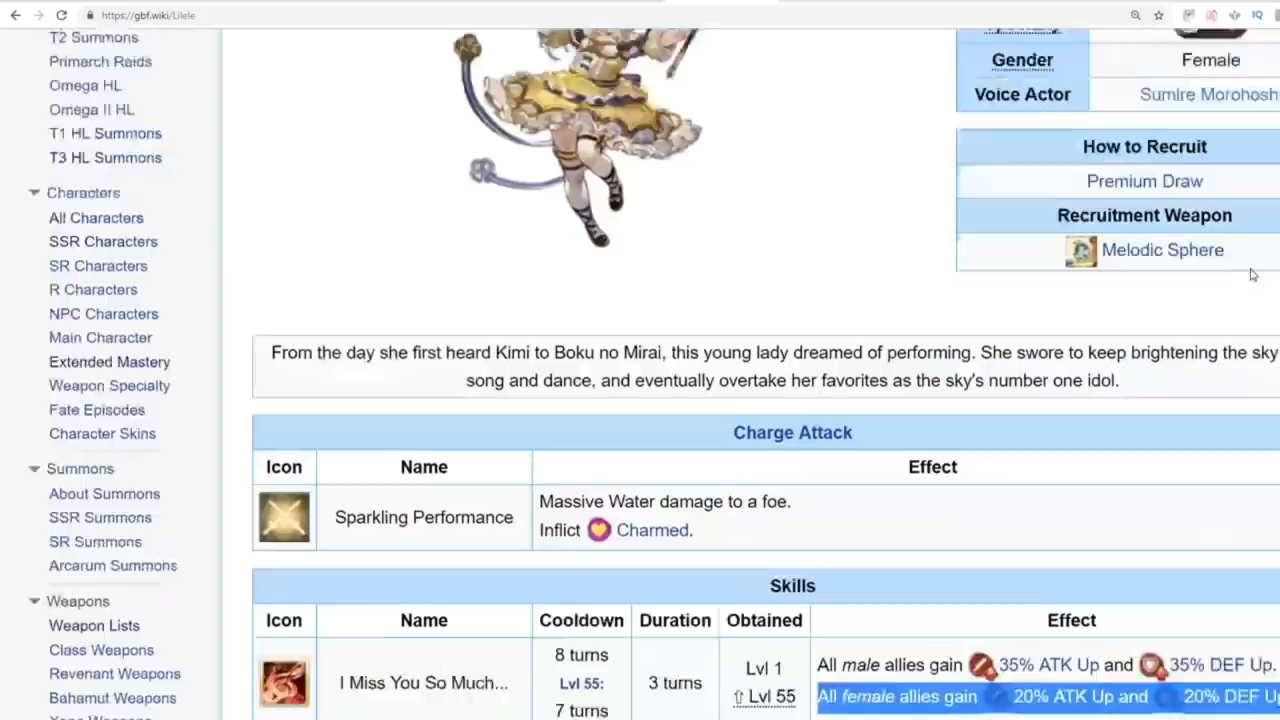 https://gbf.wiki/Lilele
IQ
T2 Summons
Primarch Raids
Omega HL
Omega II HL
T1 HL Summons
T3 HL Summons
Characters
All Characters
SSR Characters
SR Characters
R Characters
NPC Characters
Main Character
Extended Mastery
Weapon Specialty
Fate Episodes
Character Skins
Summons
About Summons
SSR Summons
SR Summons
Arcarum Summons
Weapons
Weapon Lists
Class Weapons
Revenant Weapons
Bahamut Weapons
Gender Female
Voice Actor Sumire Morohosh
How to Recruit
Premium Draw
Recruitment Weapon
Melodic Sphere
From the day she first heard Kimi to Boku no Mirai, this young lady dreamed of performing. She swore to keep brightening the sky
song and dance, and eventually overtake her favorites as the sky's number one idol.
Charge Attack
Icon Name Effect
Sparkling Performance
Massive Water damage to a foe.
Inflict Charmed.
Skills
Icon Name Cooldown Duration Obtained Effect
I Miss You So Much...
8 turns
Lvl 55:
7 turns
3 turns
Lvl 1
⇧Lvl 55
All male allies gain 35% ATK Up and 35% DEF Up.
All female allies gain 20% ATK Up and 20% DEF U